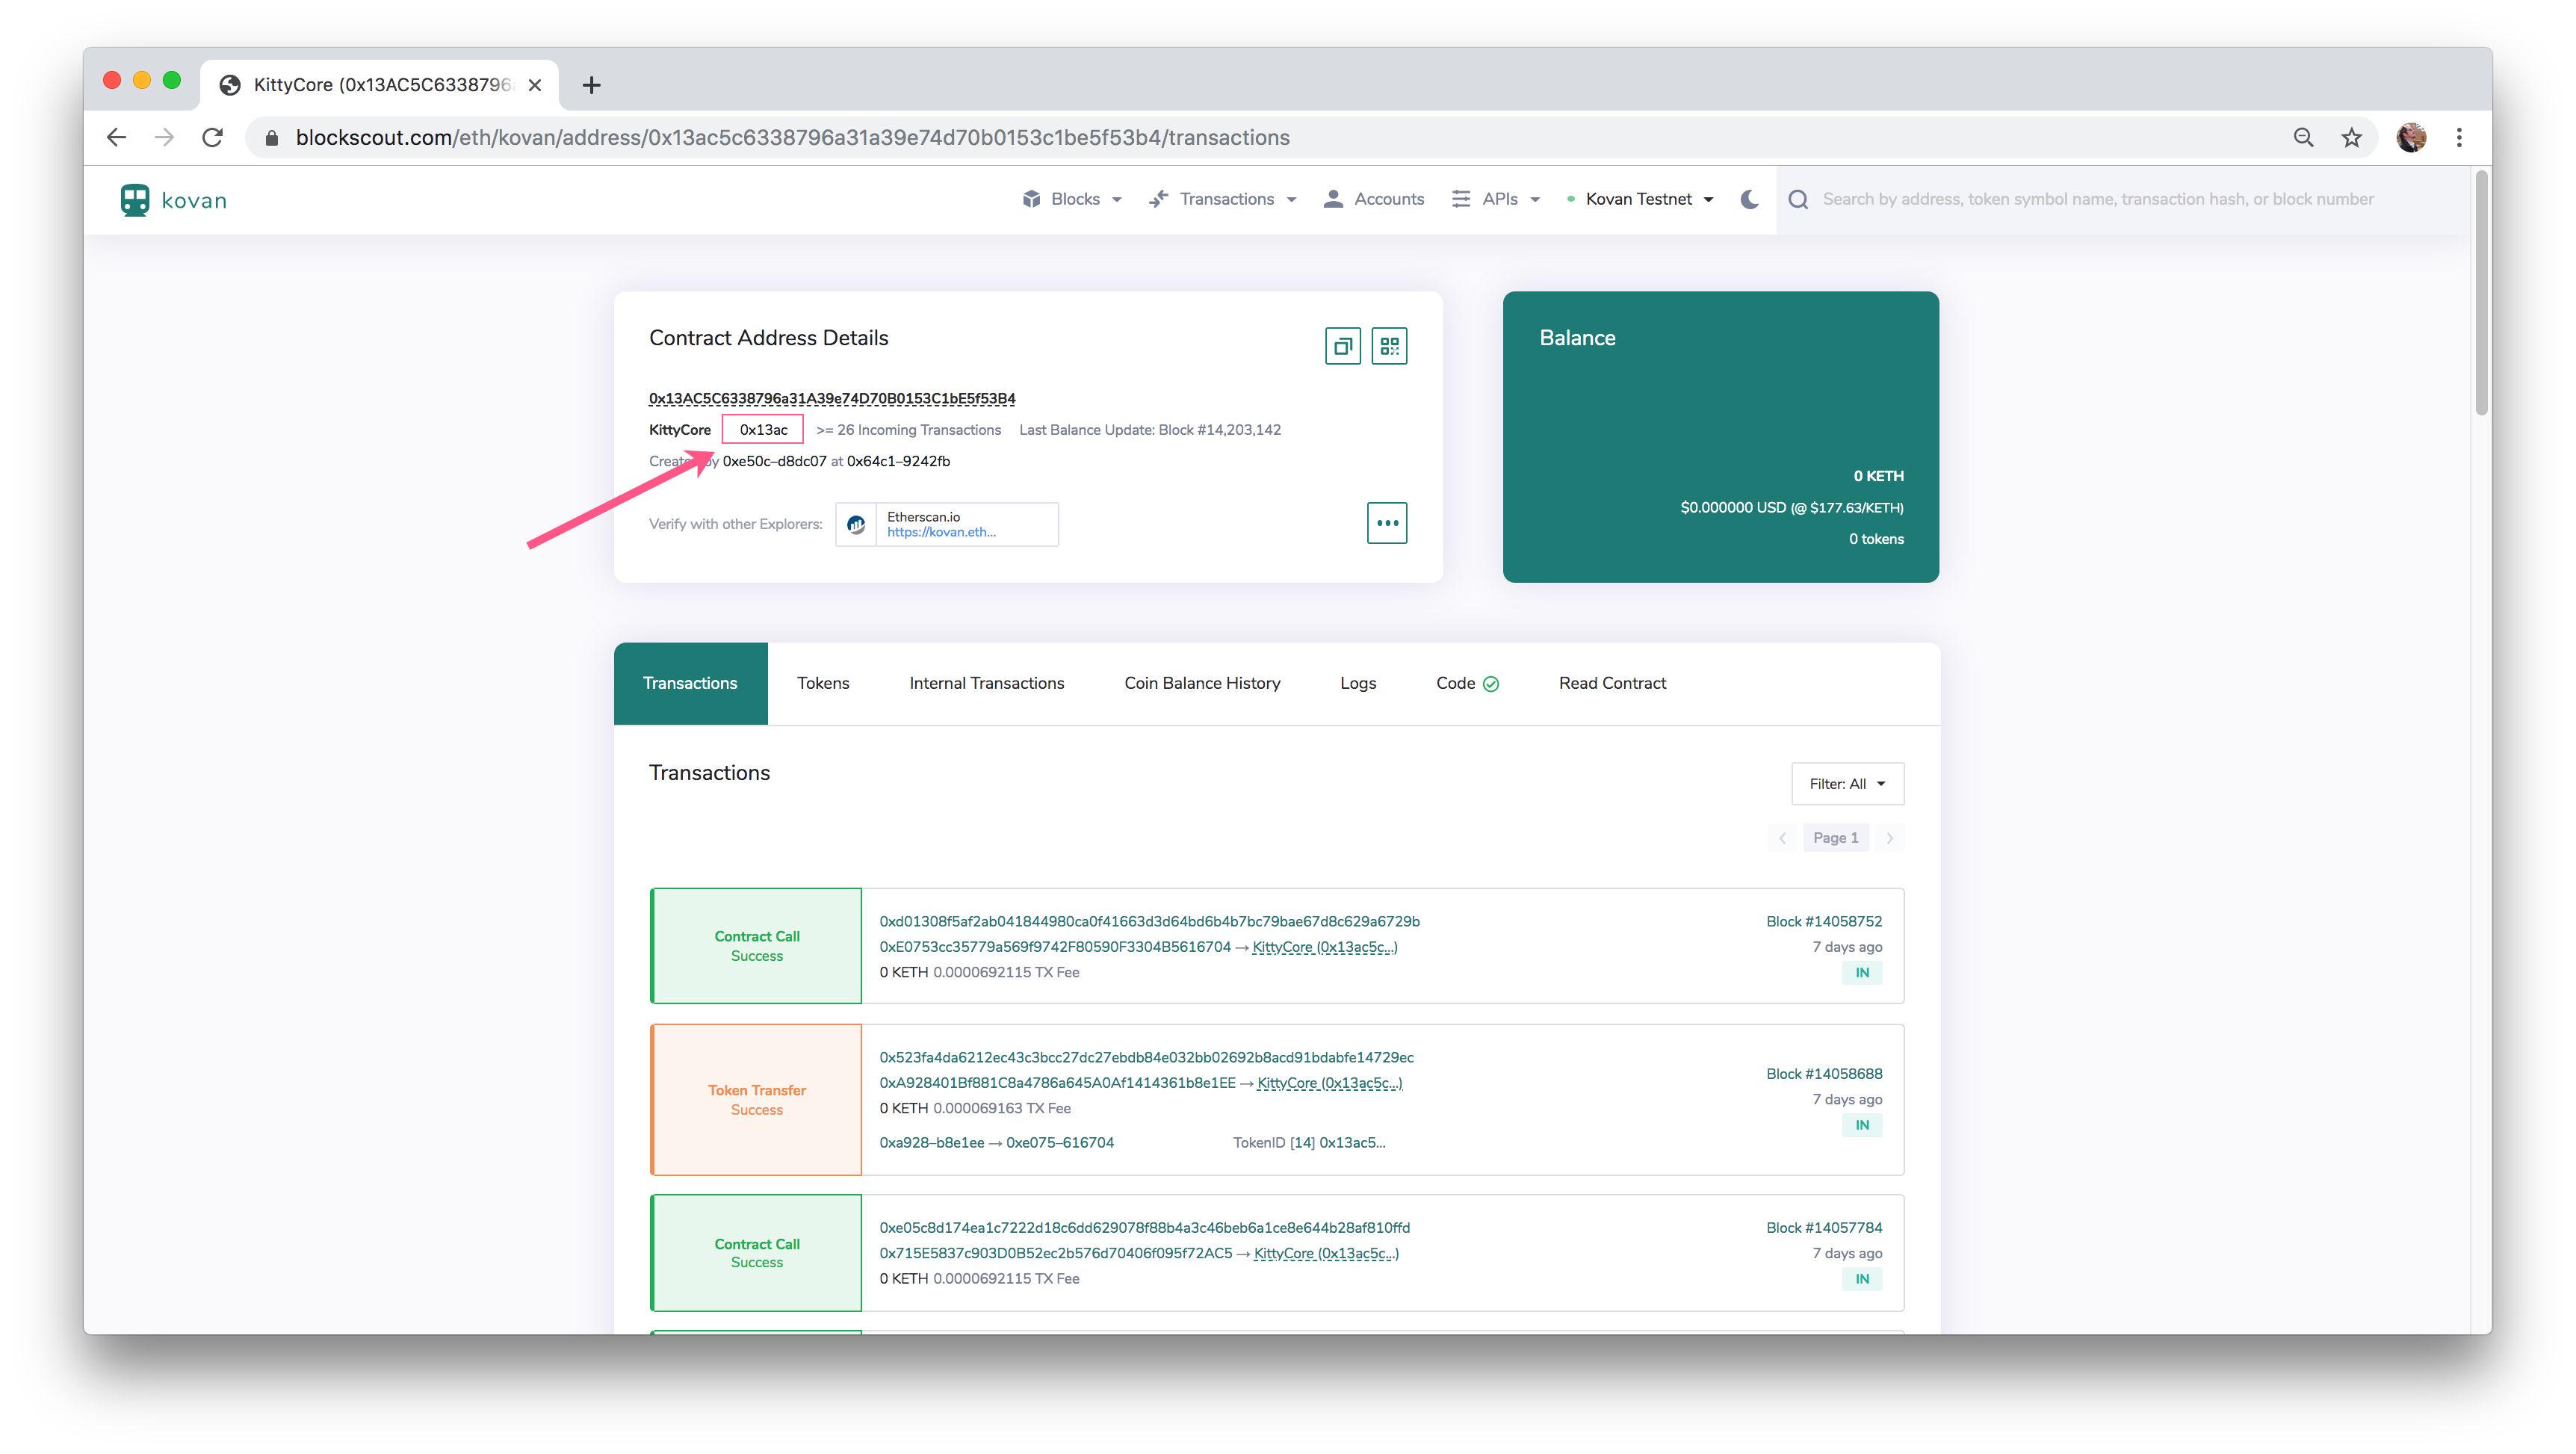 KittyCore (0x13AC5C6338796
blockscout.com/eth/kovan/address/0x13ac5c6338796a31a39e74d70b0153c1be5f53b4/transactions
kovan
Blocks
Transactions
Accounts
APIs
Kovan Testnet
Search by address, token symbol name, transaction hash, or block number
Contract Address Details
0x13AC5C6338796a31A39e74D70B0153C1bE5f53B4
KittyCore 0x13ac >= 26 Incoming Transactions Last Balance Update: Block #14,203,142
0xe50c–d8dc07 at 0x64c1–9242fb
Verify with other Explorers:
Etherscan.io
https://kovan.eth...
Balance
0 KETH
$0.000000 USD (@ $177.63/KETH)
0 tokens
Transactions
Tokens
Internal Transactions
Coin Balance History
Logs
Code
Read Contract
Transactions
Filter: All
Page 1
Contract Call
Success
0xd01308f5af2ab041844980ca0f41663d3d64bd6b4b7bc79bae67d8c629a6729b
0xE0753cc35779a569f9742F80590F3304B5616704 → KittyCore (0x13ac5c...)
0 KETH 0.0000692115 TX Fee
Block #14058752
7 days ago
IN
Token Transfer
Success
0x523fa4da6212ec43c3bcc27dc27ebdb84e032bb02692b8acd91bdabfe14729ec
0xA928401Bf881C8a4786a645A0Af1414361b8e1EE → KittyCore (0x13ac5c...)
0 KETH 0.000069163 TX Fee
0xa928–b8e1ee → 0xe075–616704
TokenID [14] 0x13ac5...
Block #14058688
7 days ago
IN
Contract Call
Success
0xe05c8d174ea1c7222d18c6dd629078f88b4a3c46beb6a1ce8e644b28af810ffd
0x715E5837c903D0B52ec2b576d70406f095f72AC5 → KittyCore (0x13ac5c...)
0 KETH 0.0000692115 TX Fee
Block #14057784
7 days ago
IN